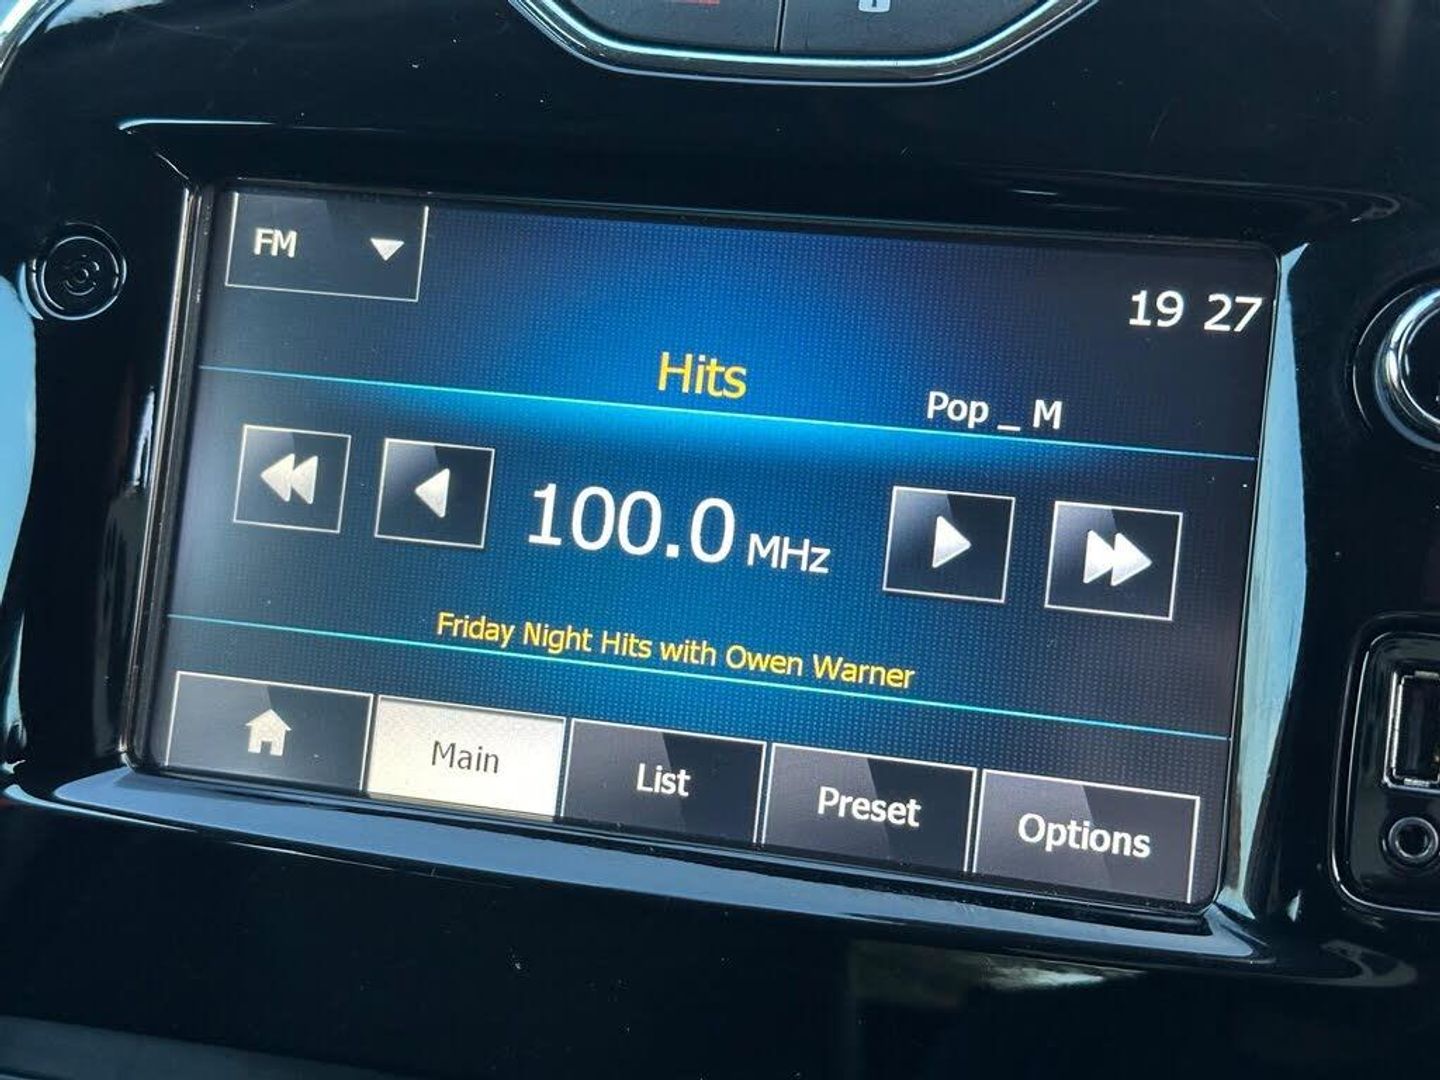 FM
19 27
Hits
Pop _ M
100.0 MHz
Friday Night Hits with Owen Warner
Main
List
Preset
Options